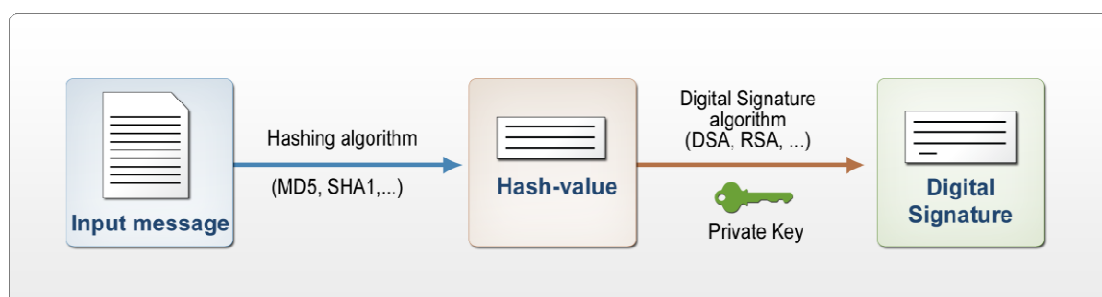 Input message
Hashing algorithm
(MD5, SHA1,...)
Hash-value
Digital Signature
algorithm
(DSA, RSA, ...)
Private Key
Digital
Signature